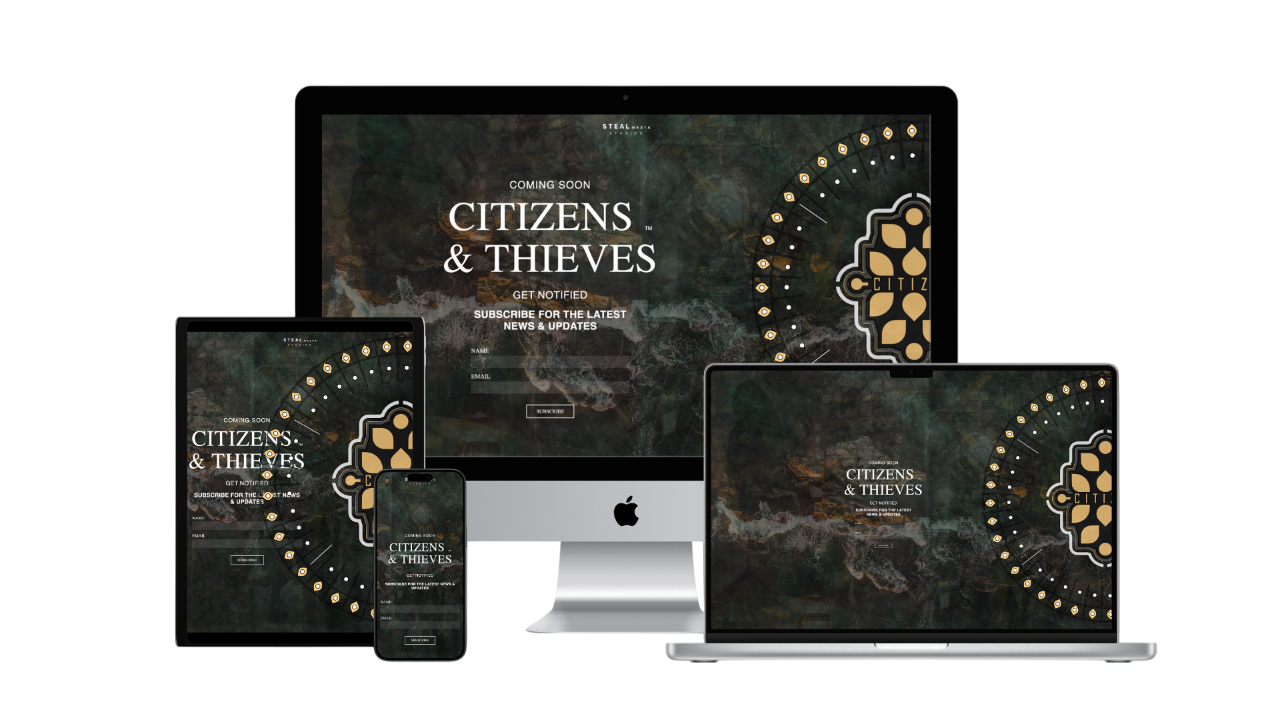 STEAL MASTA
STUDIOS
COMING SOON
CITIZENS ™
& THIEVES
GET NOTIFIED
SUBSCRIBE FOR THE LATEST
NEWS & UPDATES
NAME
EMAIL
SUBSCRIBE
CITIZ
STEAL MASTA
STUDIOS
COMING SOON
CITIZENS
& THIEVES
GET NOTIFIED
SUBSCRIBE FOR THE LATEST NEWS
& UPDATES
NAME
EMAIL
SUBSCRIBE
COMING SOON
CITIZENS
& THIEVES
GET NOTIFIED
SUBSCRIBE FOR THE LATEST NEWS &
UPDATES
NAME
EMAIL
SUBSCRIBE
COMING SOON
CITIZENS
& THIEVES
GET NOTIFIED
SUBSCRIBE FOR THE LATEST
NEWS & UPDATES
CITIZ